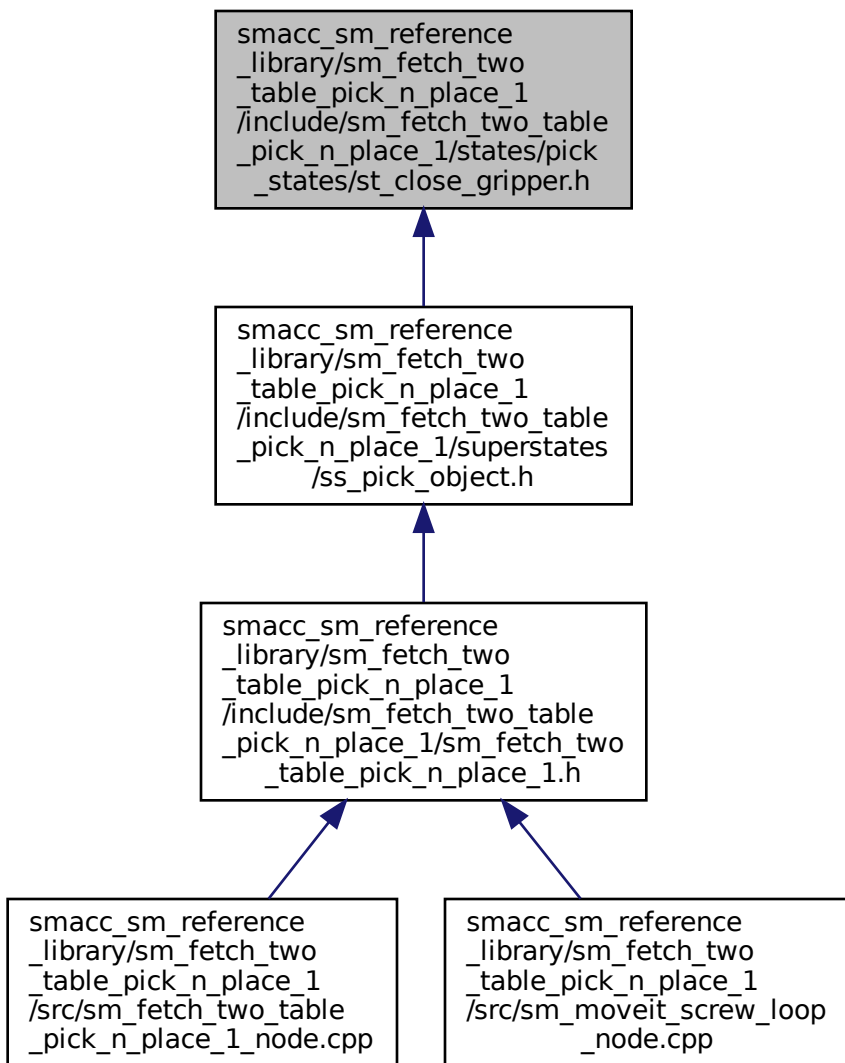 smacc_sm_reference
_library/sm_fetch_two
_table_pick_n_place_1
/include/sm_fetch_two_table
_pick_n_place_1/states/pick
_states/st_close_gripper.h
smacc_sm_reference
_library/sm_fetch_two
_table_pick_n_place_1
/include/sm_fetch_two_table
_pick_n_place_1/superstates
/ss_pick_object.h
smacc_sm_reference
_library/sm_fetch_two
_table_pick_n_place_1
/include/sm_fetch_two_table
_pick_n_place_1/sm_fetch_two
_table_pick_n_place_1.h
smacc_sm_reference
_library/sm_fetch_two
_table_pick_n_place_1
/src/sm_fetch_two_table
_pick_n_place_1_node.cpp
smacc_sm_reference
_library/sm_fetch_two
_table_pick_n_place_1
/src/sm_moveit_screw_loop
_node.cpp